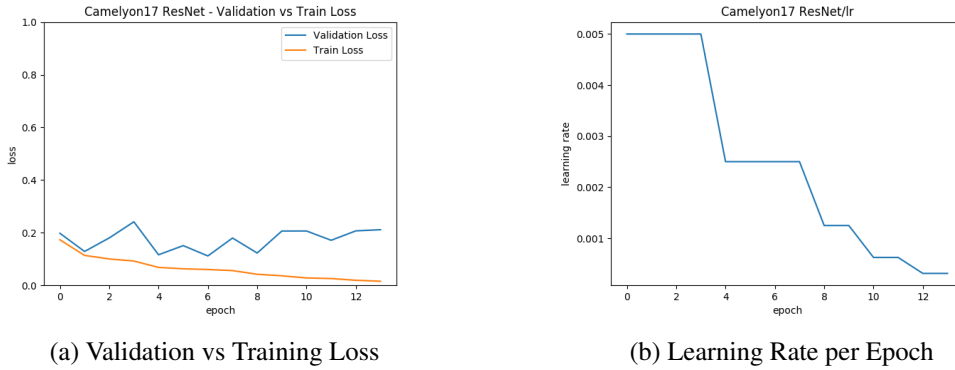 Camelyon17 ResNet - Validation vs Train Loss
1.0
0.8
0.6
0.4
0.2
0.0
loss
Validation Loss
Train Loss
0 2 4 6 8 10 12
epoch
(a) Validation vs Training Loss
Camelyon17 ResNet/lr
0.005
0.004
0.003
0.002
0.001
learning rate
0 2 4 6 8 10 12
epoch
(b) Learning Rate per Epoch